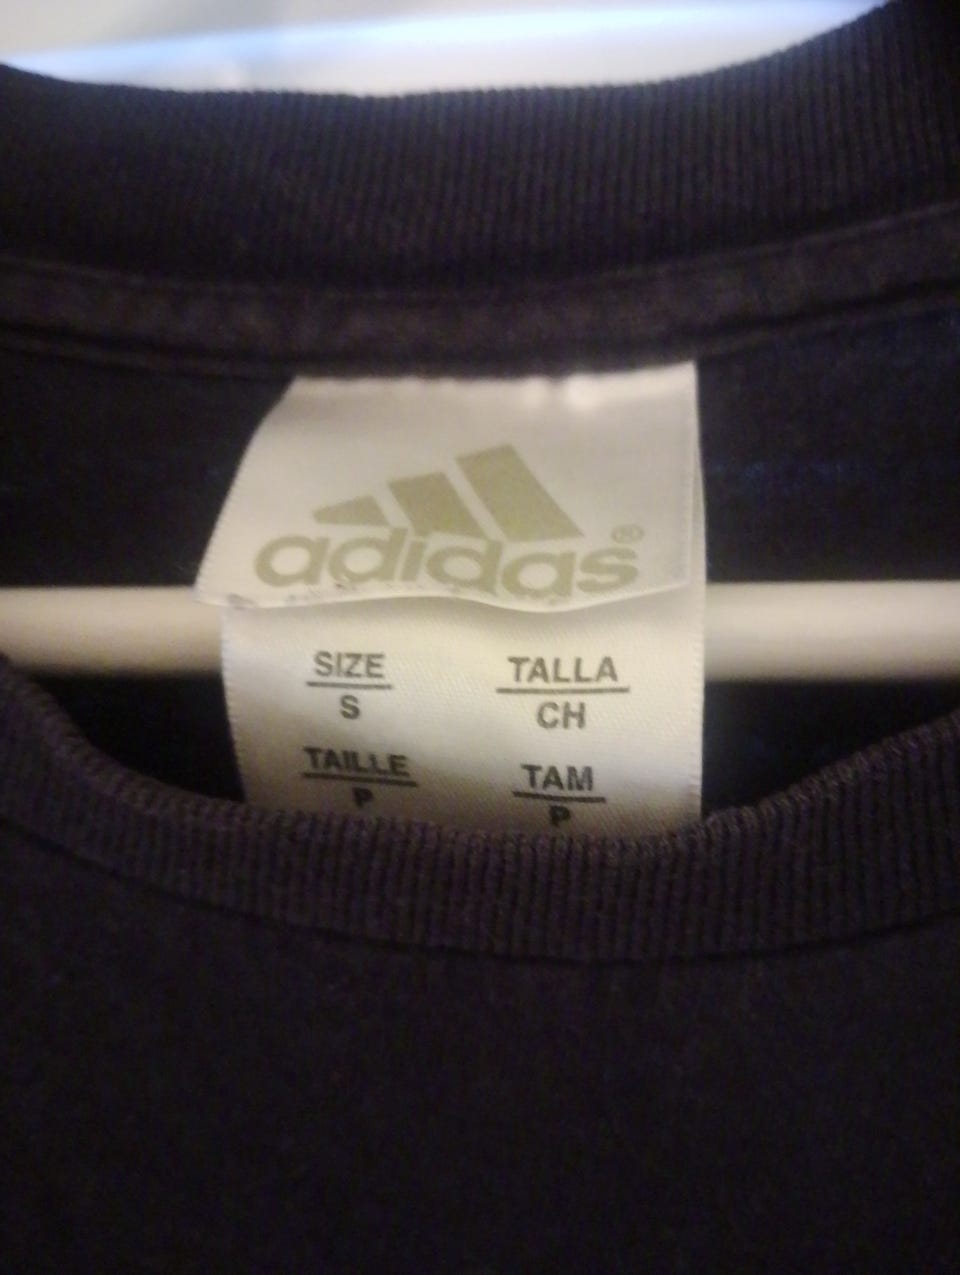 adidas®
SIZE TALLA
S CH
TAILLE TAM
P P